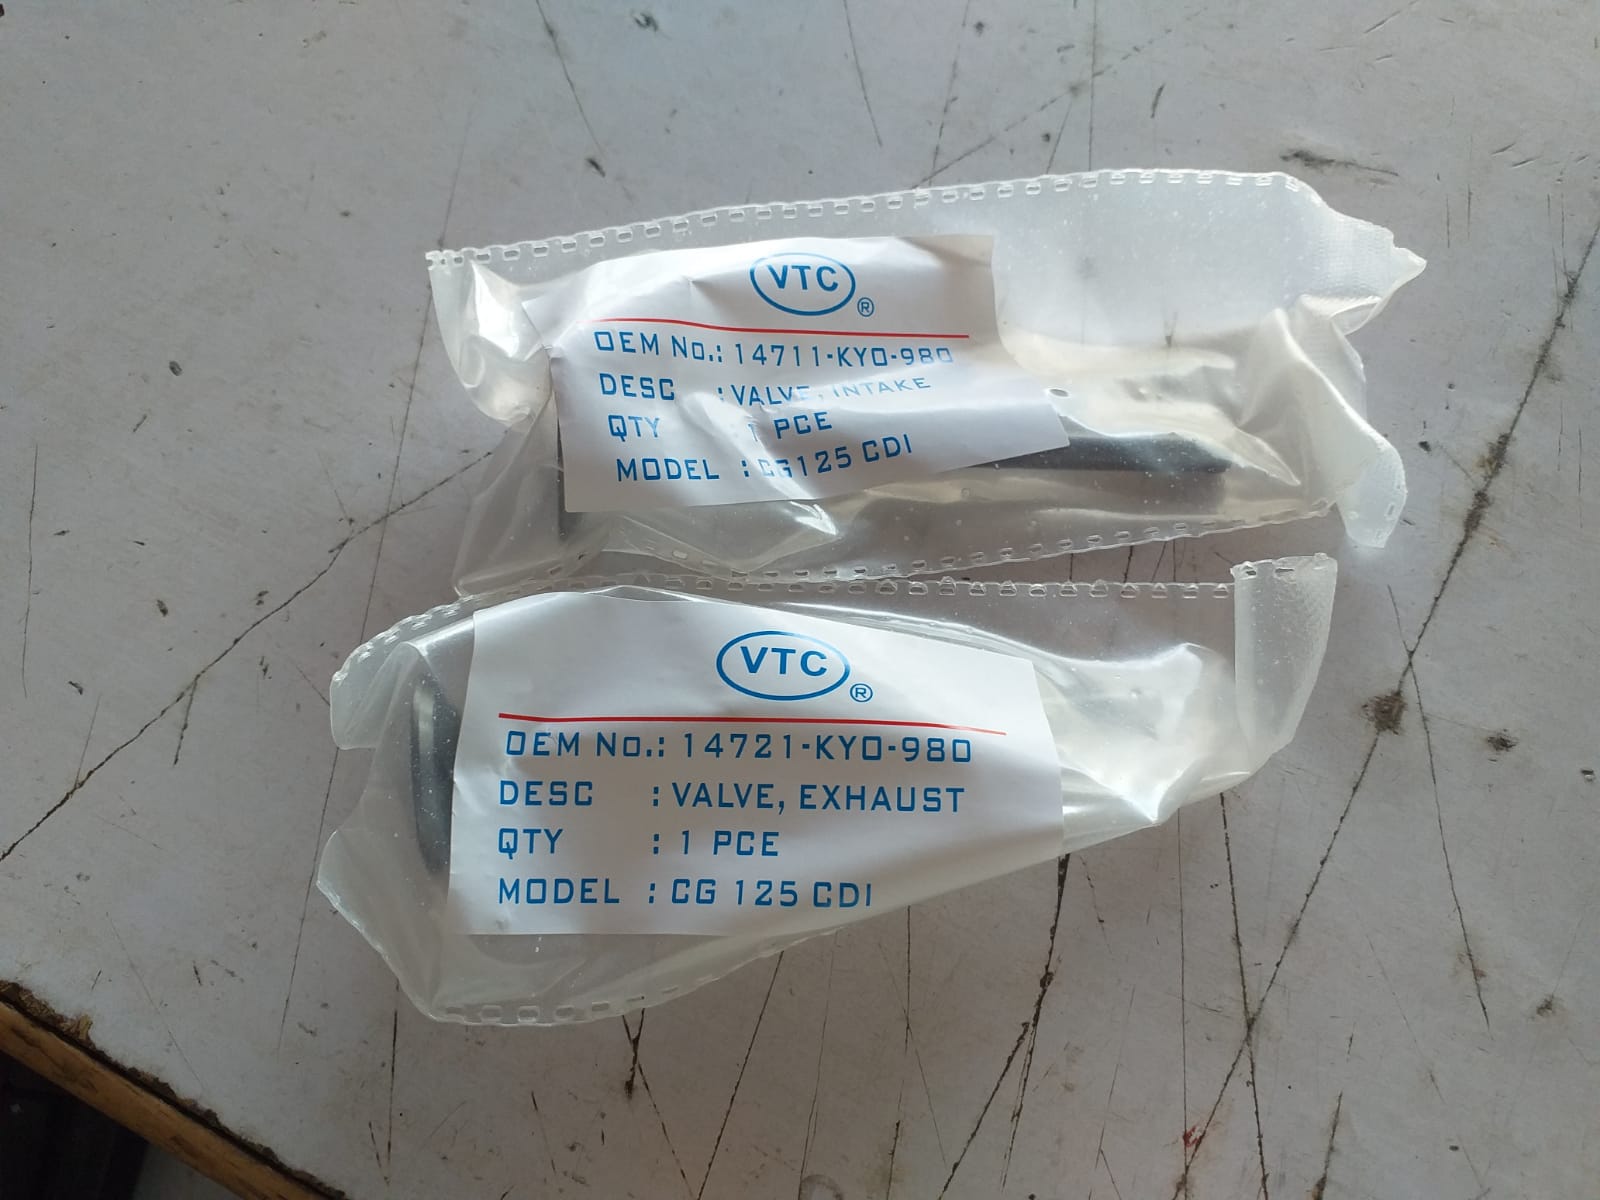 VTC ®
OEM No.: 14711-KYO-980
DESC : VALVE, INTAKE
QTY : 1 PCE
MODEL : CG125 CDI
VTC ®
OEM No.: 14721-KYO-980
DESC : VALVE, EXHAUST
QTY : 1 PCE
MODEL : CG 125 CDI